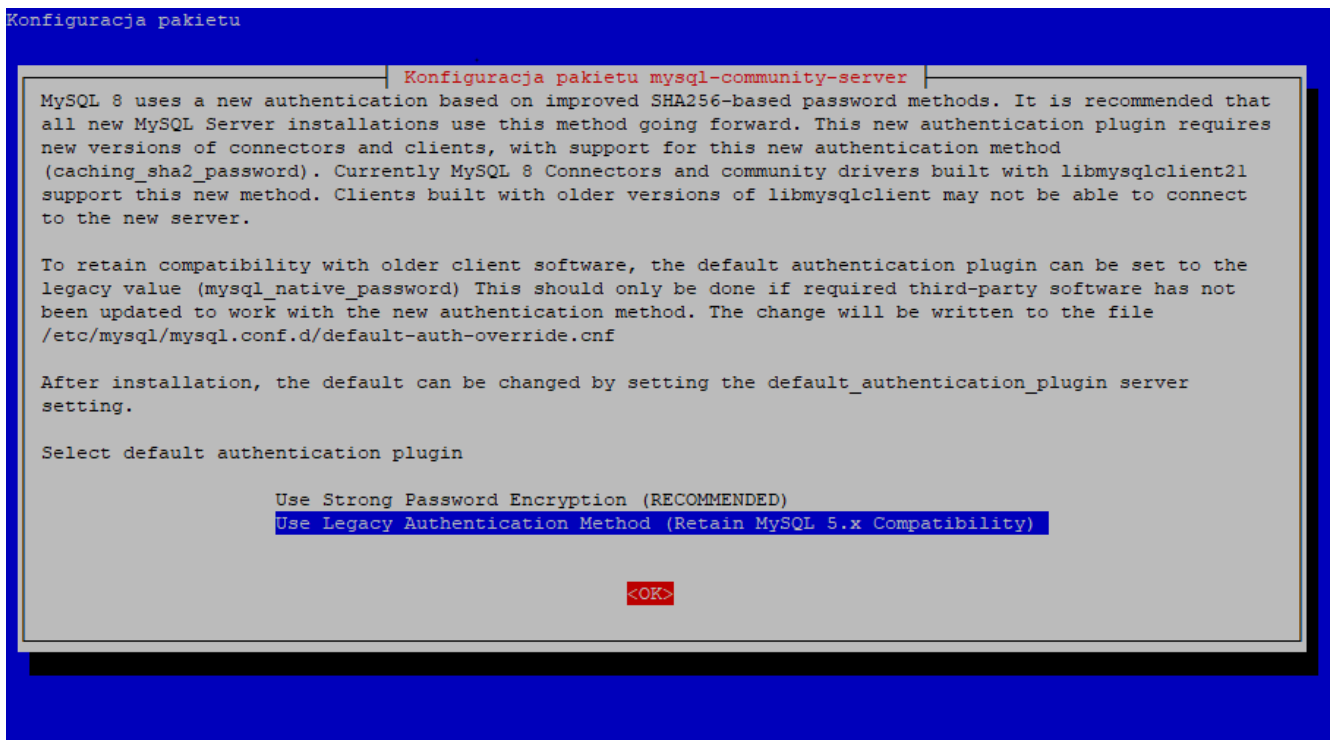 Konfiguracja pakietu
Konfiguracja pakietu mysql-community-server
MySQL 8 uses a new authentication based on improved SHA256-based password methods. It is recommended that
all new MySQL Server installations use this method going forward. This new authentication plugin requires
new versions of connectors and clients, with support for this new authentication method
(caching_sha2_password). Currently MySQL 8 Connectors and community drivers built with libmysqlclient21
support this new method. Clients built with older versions of libmysqlclient may not be able to connect
to the new server.
To retain compatibility with older client software, the default authentication plugin can be set to the
legacy value (mysql_native_password) This should only be done if required third-party software has not
been updated to work with the new authentication method. The change will be written to the file
/etc/mysql/mysql.conf.d/default-auth-override.cnf
After installation, the default can be changed by setting the default_authentication_plugin server
setting.
Select default authentication plugin
Use Strong Password Encryption (RECOMMENDED)
Use Legacy Authentication Method (Retain MySQL 5.x Compatibility)
<OK>